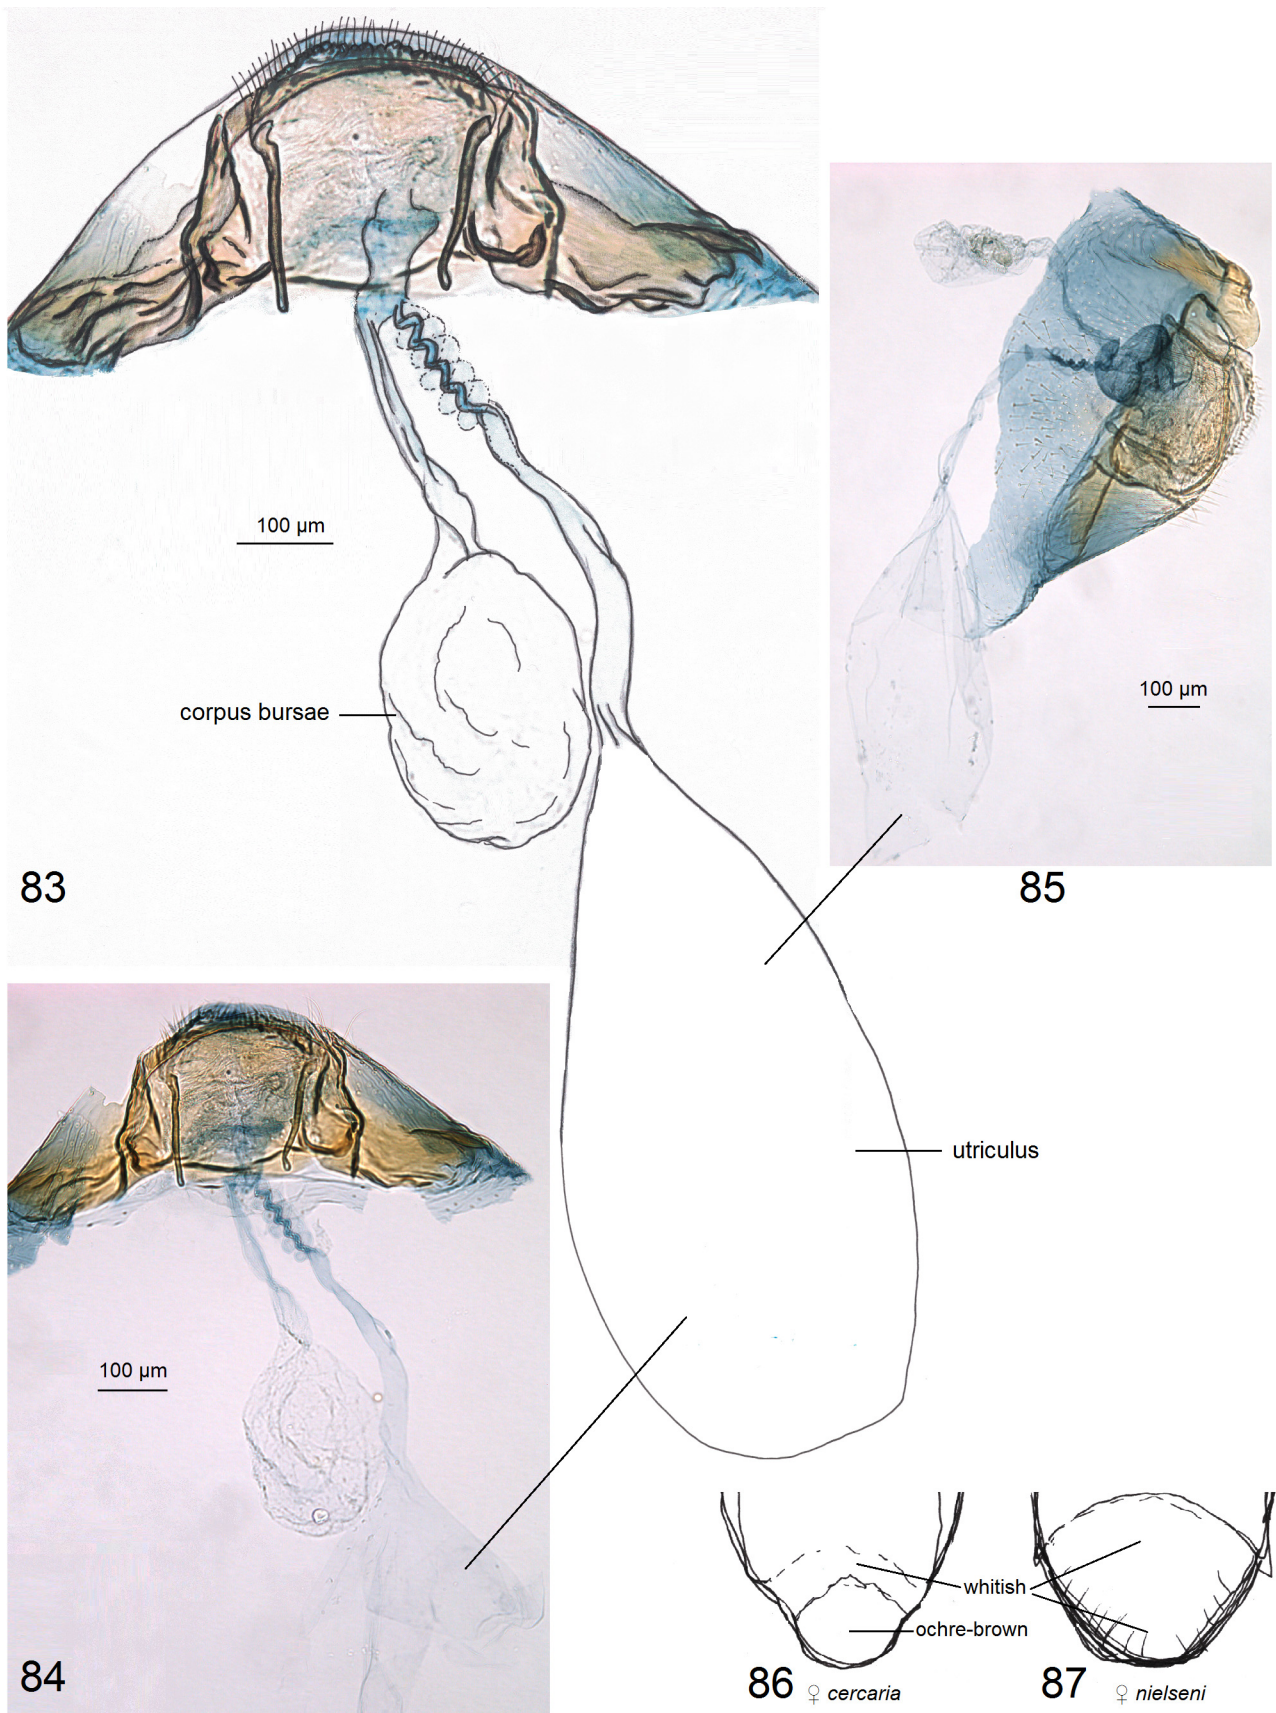 100 µm
corpus bursae
83
100 µm
85
utriculus
100 µm
84
whitish
ochre-brown
86 ♀ cercaria
87 ♀ nielseni